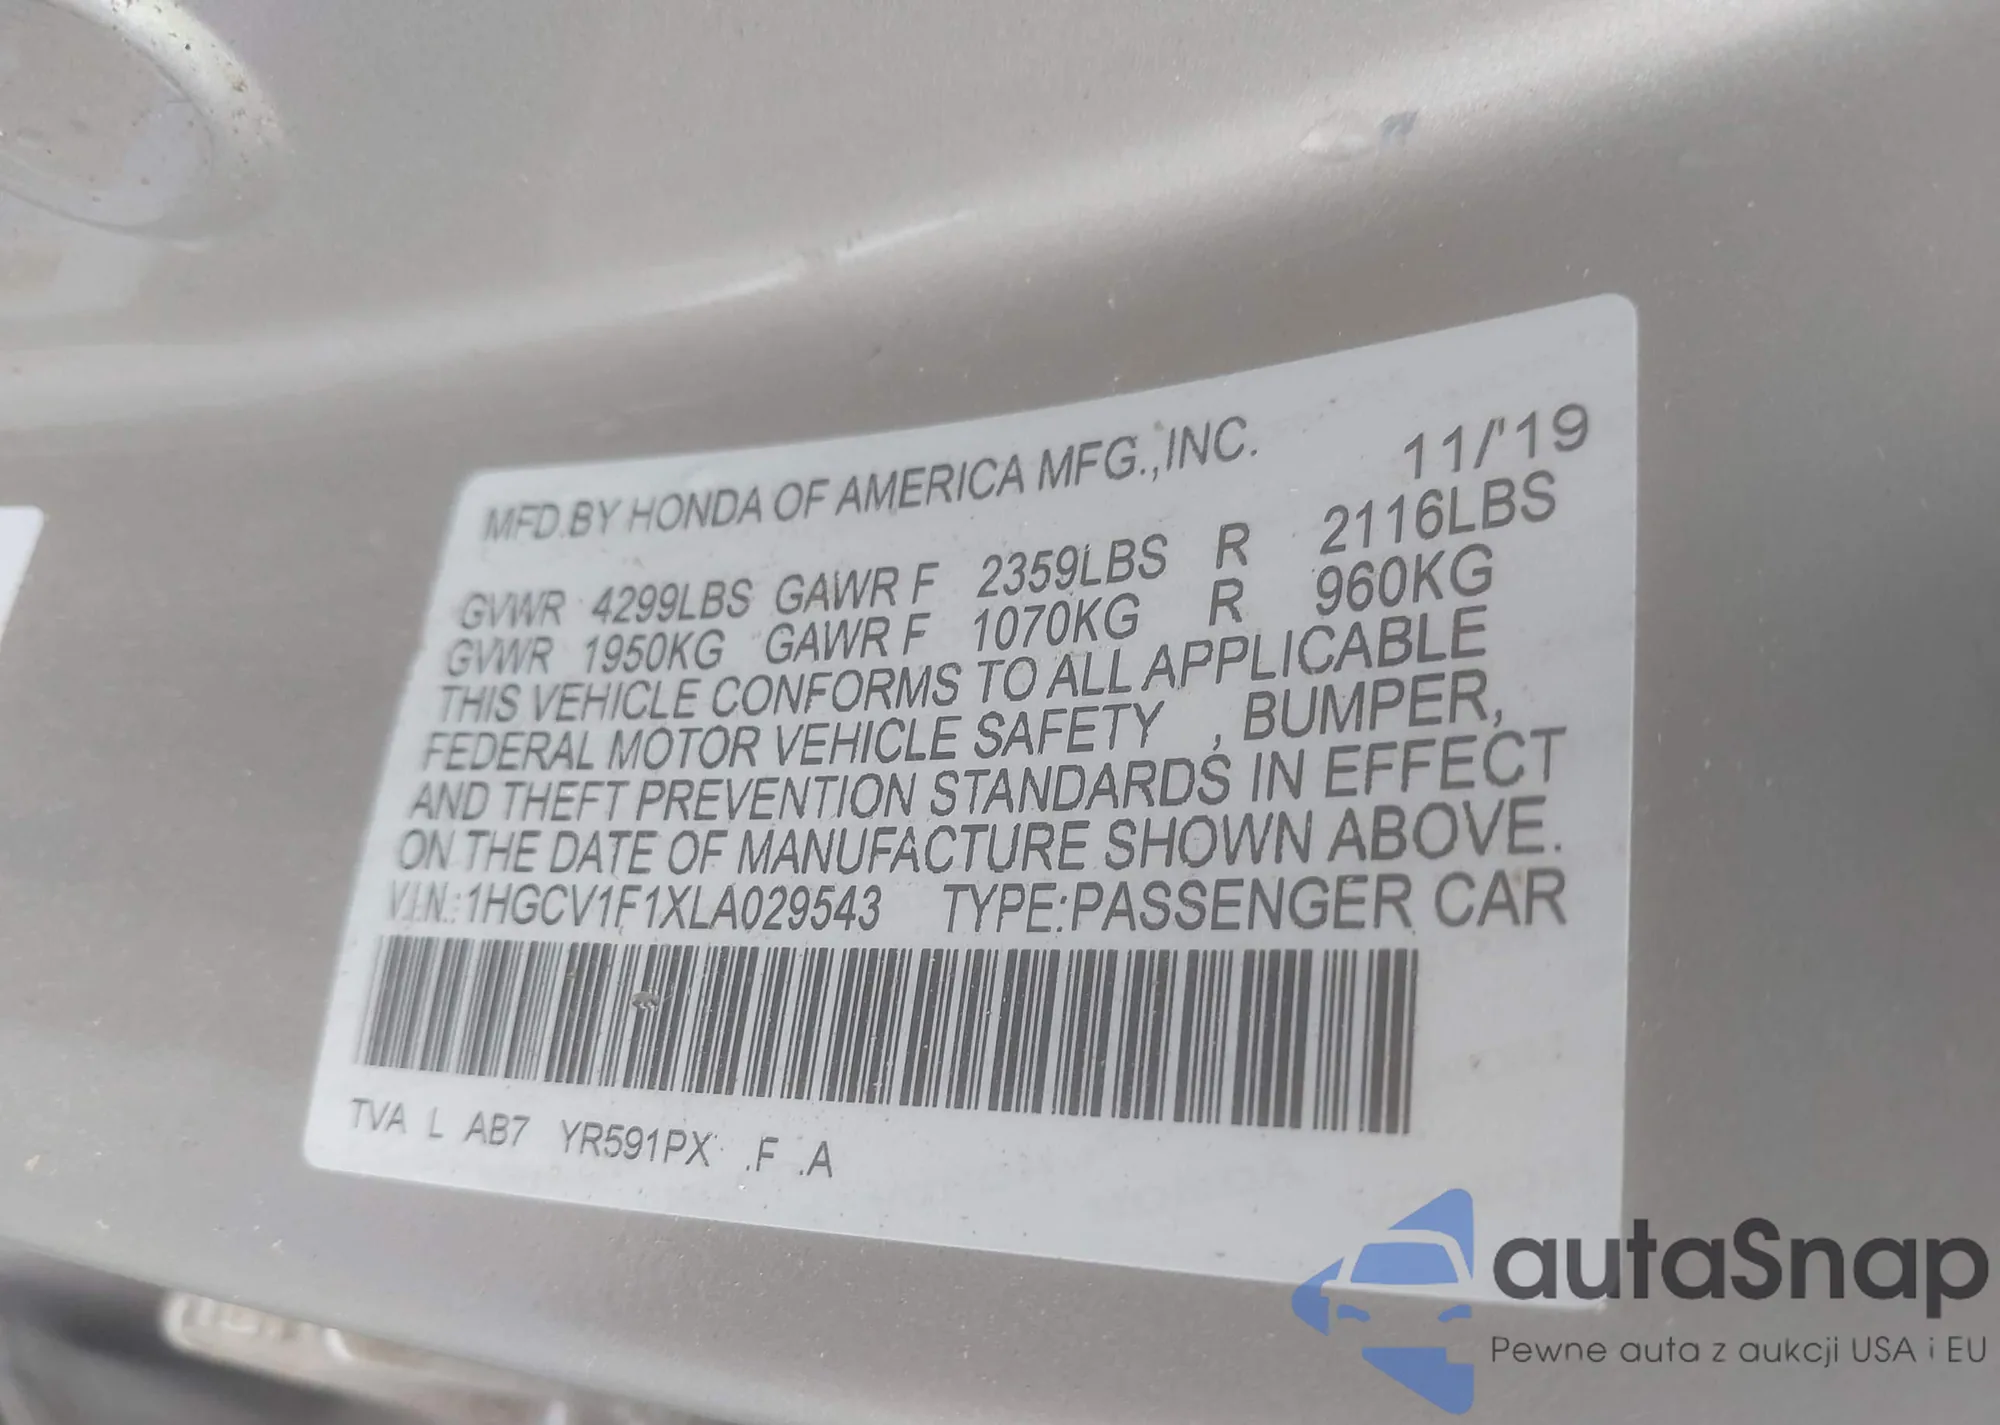 MFD.BY HONDA OF AMERICA MFG.,INC. 11/'19
GVWR 4299LBS GAWR F 2359LBS R 2116LBS
GVWR 1950KG GAWR F 1070KG R 960KG
THIS VEHICLE CONFORMS TO ALL APPLICABLE
FEDERAL MOTOR VEHICLE SAFETY , BUMPER,
AND THEFT PREVENTION STANDARDS IN EFFECT
ON THE DATE OF MANUFACTURE SHOWN ABOVE.
V.I.N.:1HGCV1F1XLA029543 TYPE:PASSENGER CAR
TVA L AB7 YR591PX .F .A
autaSnap
Pewne auta z aukcji USA i EU